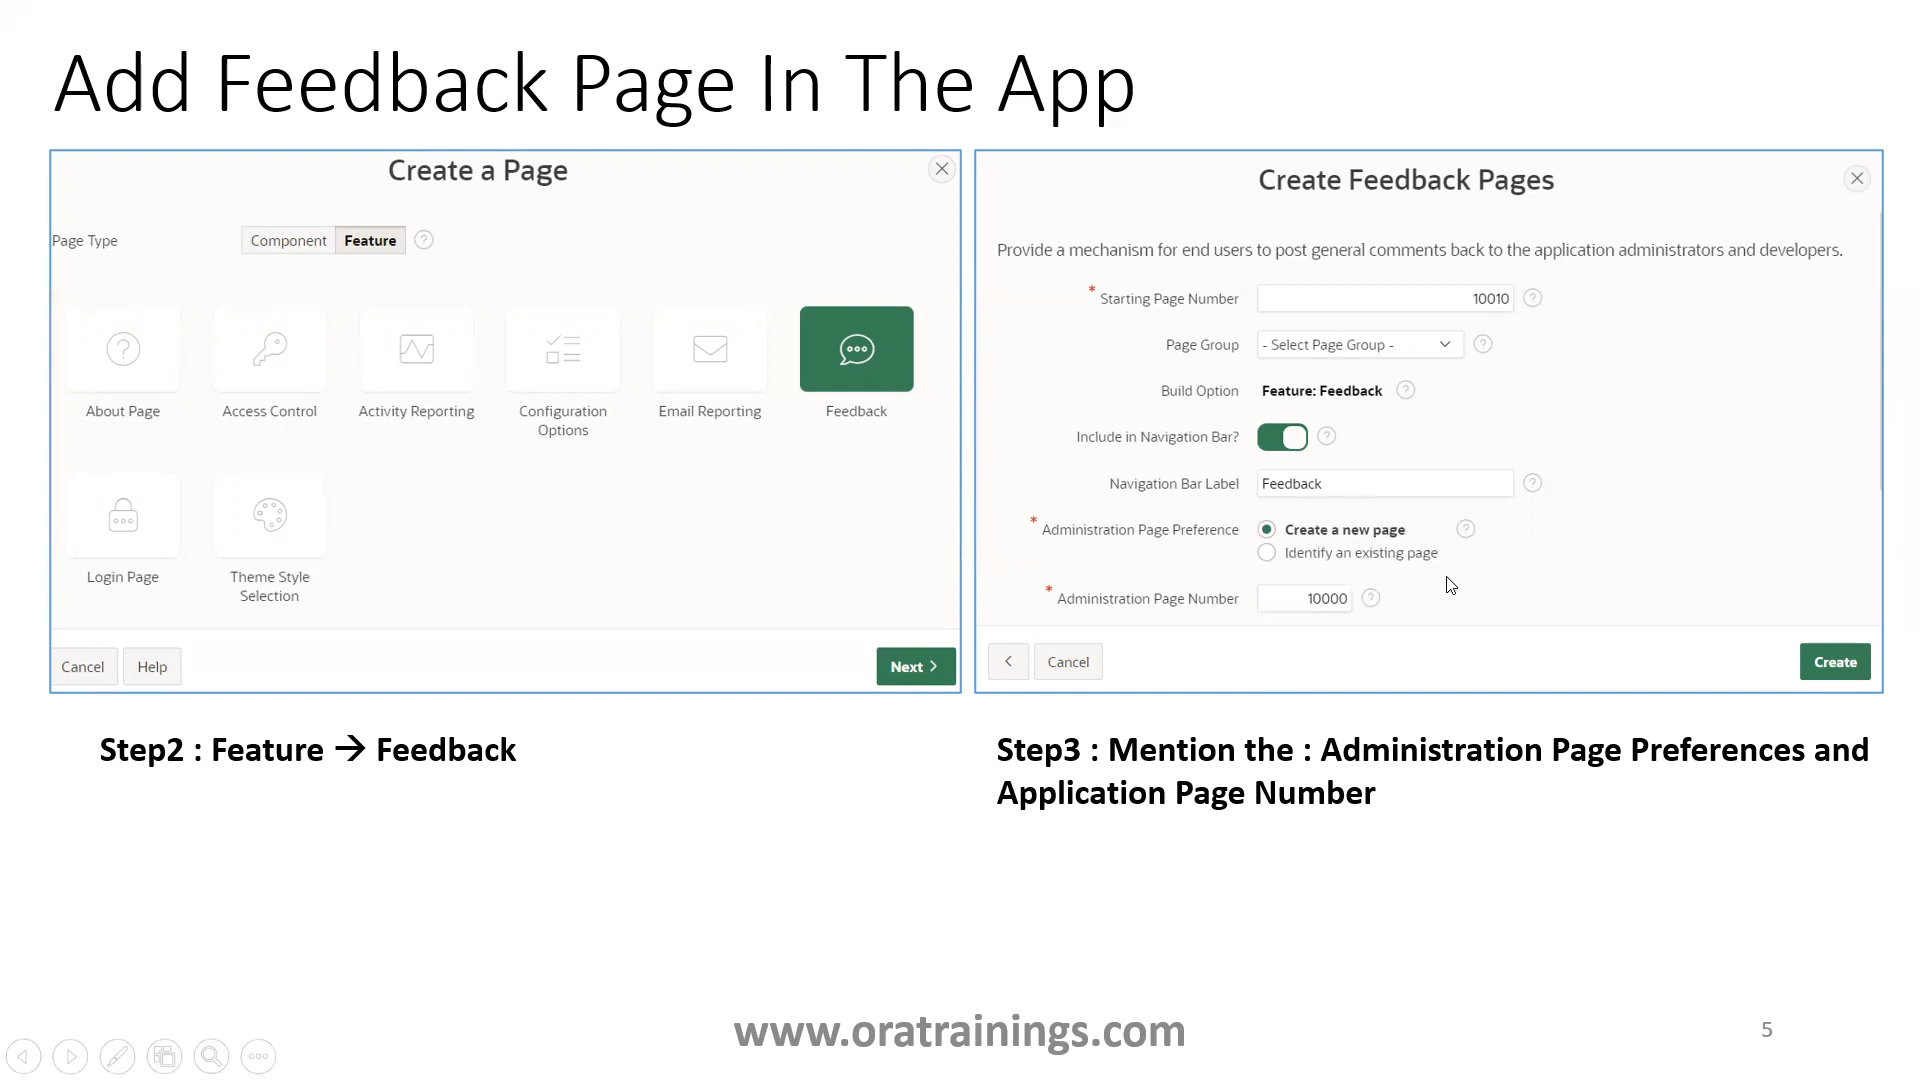 Add Feedback Page In The App
Create a Page
Page Type
Component Feature ?
About Page
Access Control
Activity Reporting
Configuration
Options
Email Reporting
Feedback
Login Page
Theme Style
Selection
Cancel
Help
Next >
Create Feedback Pages
Provide a mechanism for end users to post general comments back to the application administrators and developers.
* Starting Page Number 10010 ?
Page Group - Select Page Group - ?
Build Option Feature: Feedback ?
Include in Navigation Bar? ?
Navigation Bar Label Feedback ?
* Administration Page Preference Create a new page ?
Identify an existing page
* Administration Page Number 10000 ?
< Cancel
Create
Step2 : Feature → Feedback
Step3 : Mention the : Administration Page Preferences and
Application Page Number
www.oratrainings.com
5